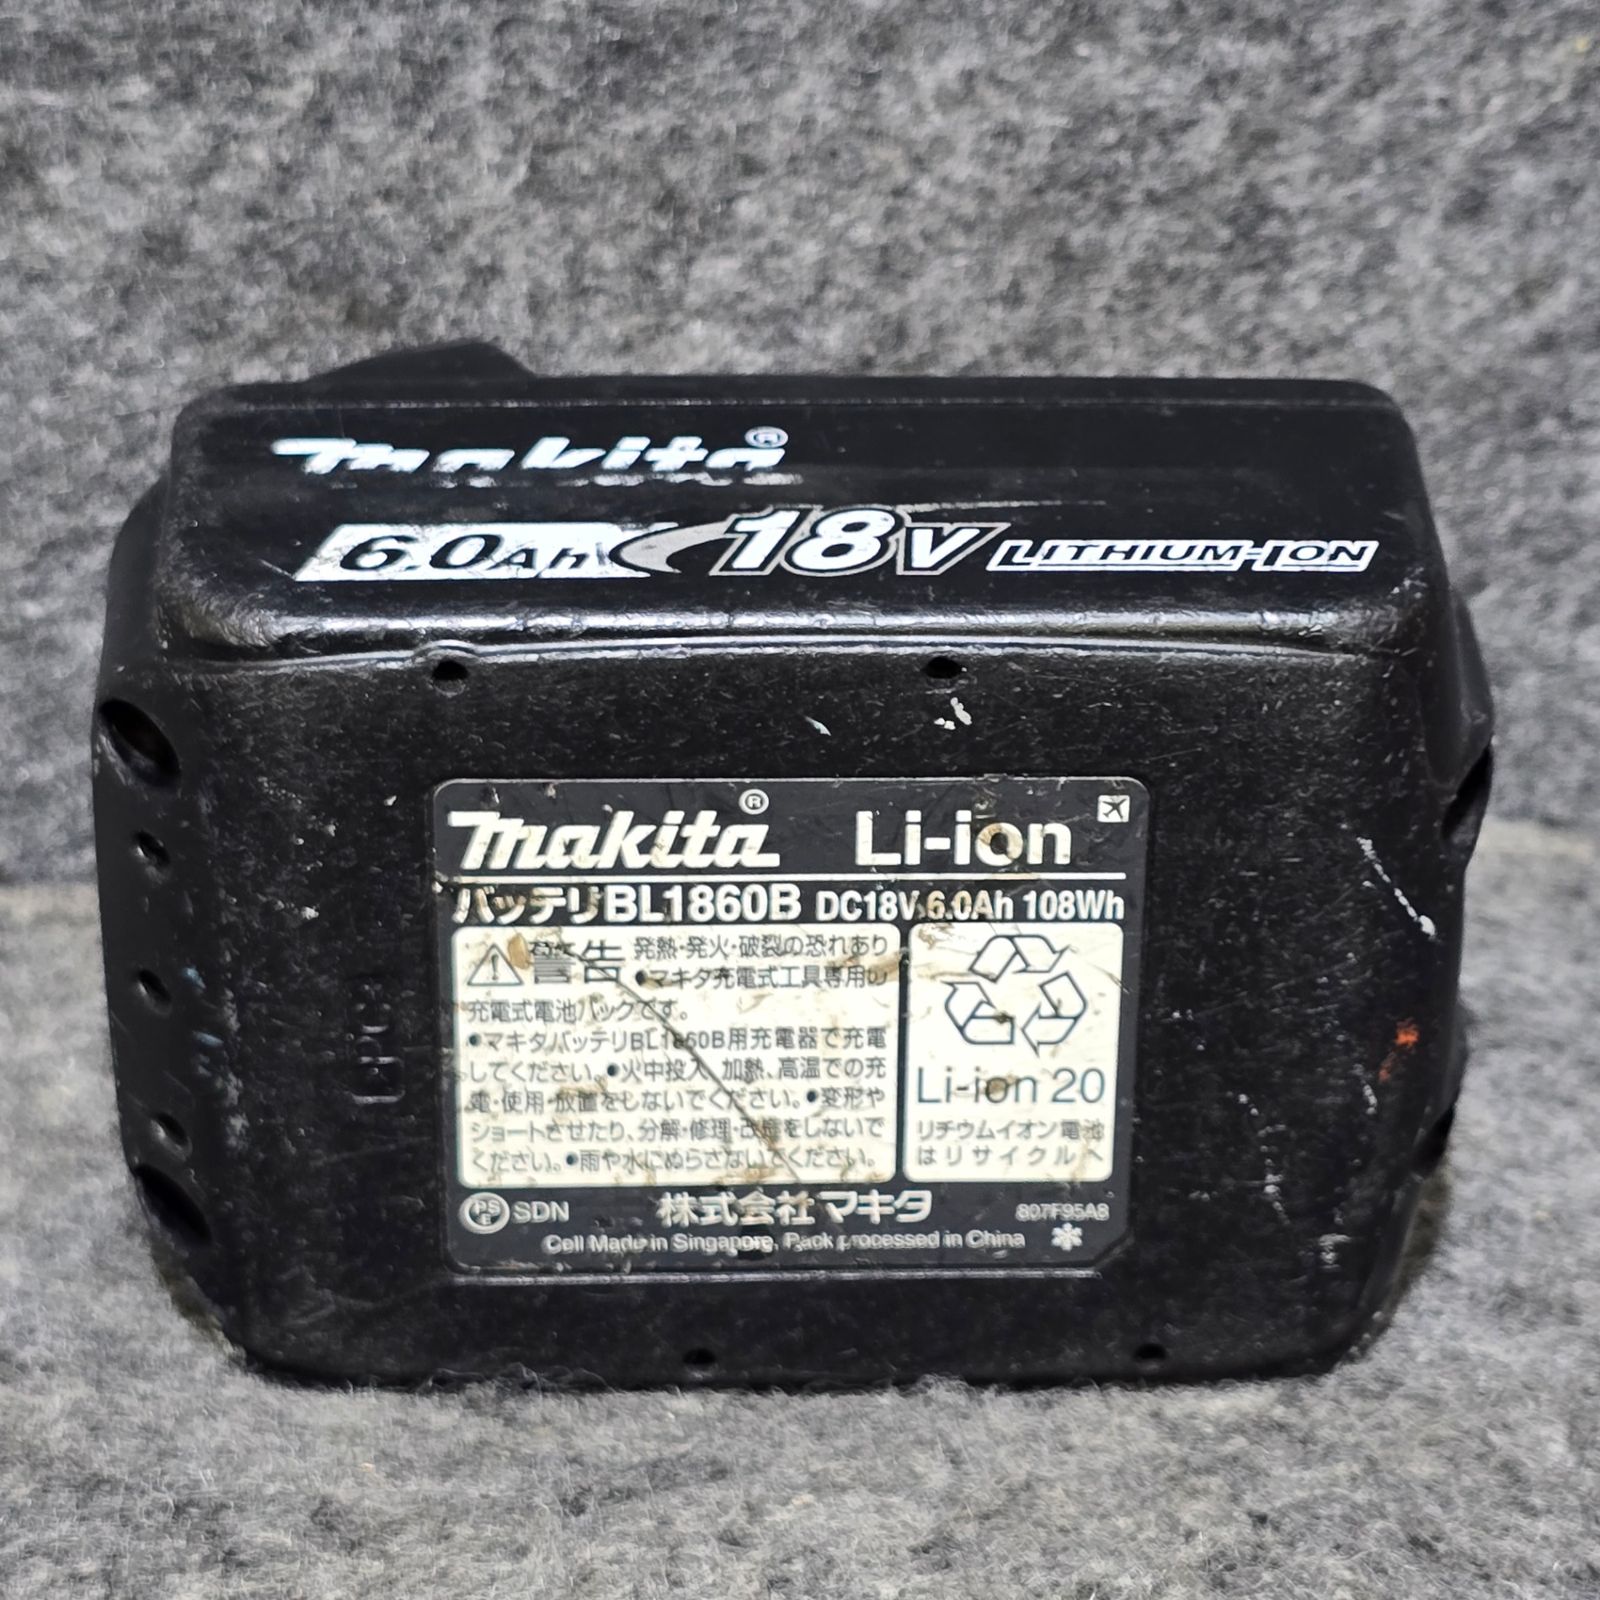 makita®
6.0Ah 18V LITHIUM-ION
makita® Li-ion
バッテリBL1860B DC18V 6.0Ah 108Wh
警告 発熱・発火・破裂の恐れあり
•マキタ充電式工具専用の
充電式電池パックです。
•マキタバッテリBL1860B用充電器で充電
してください。•火中投入、加熱、高温での充
電・使用・放置をしないでください。•変形や
ショートさせたり、分解・修理・改造をしないで
ください。•雨や水にぬらさないでください。
Li-ion 20
リチウムイオン電池
はリサイクルへ
PSE SDN 株式会社マキタ 807F95A8
Cell Made in Singapore, Pack processed in China